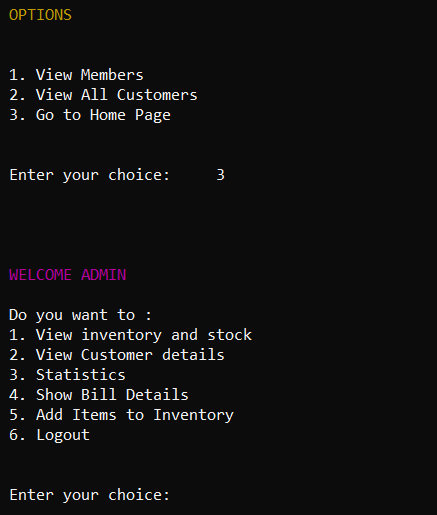 OPTIONS
1. View Members
2. View All Customers
3. Go to Home Page
Enter your choice:     3
WELCOME ADMIN
Do you want to :
1. View inventory and stock
2. View Customer details
3. Statistics
4. Show Bill Details
5. Add Items to Inventory
6. Logout
Enter your choice: